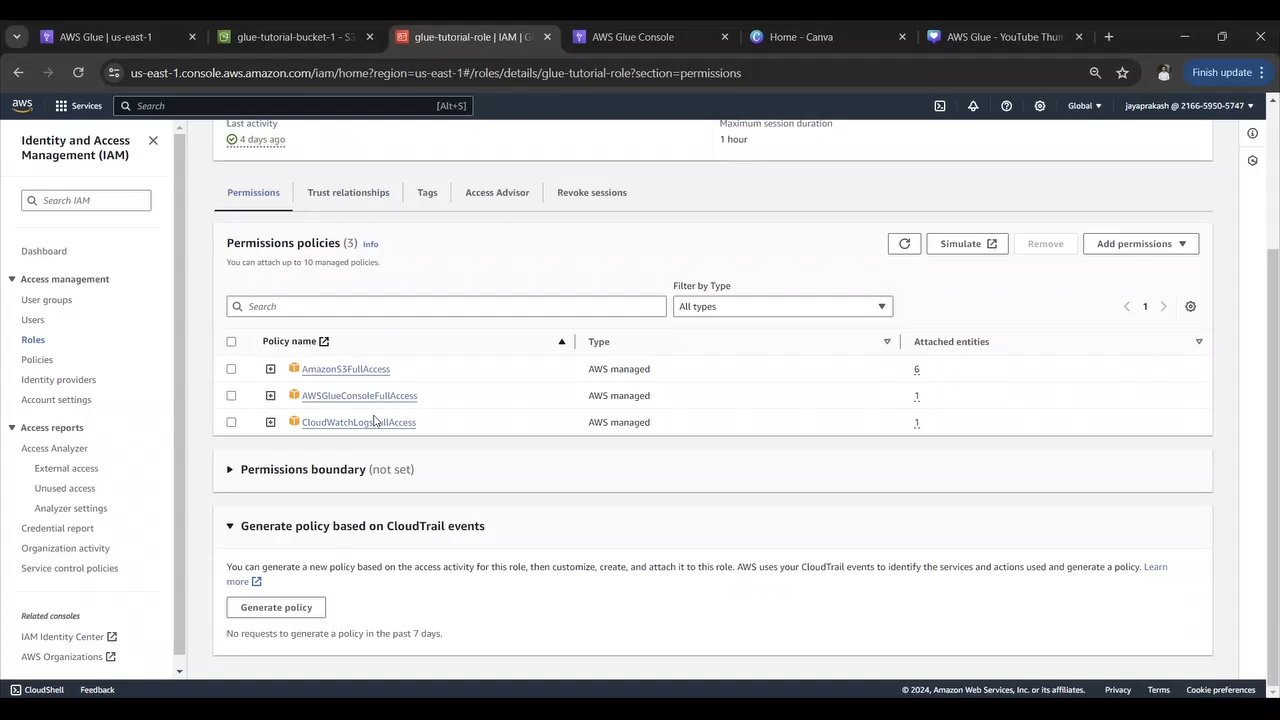 AWS Glue | us-east-1
glue-tutorial-bucket-1 - S3
glue-tutorial-role | IAM | G
AWS Glue Console
Home - Canva
AWS Glue - YouTube Thun
us-east-1.console.aws.amazon.com/iam/home?region=us-east-1#/roles/details/glue-tutorial-role?section=permissions
Finish update
aws
Services
Search
[Alt+S]
Global
jayaprakash @ 2166-5950-5747
Identity and Access
Management (IAM)
Search IAM
Dashboard
Access management
User groups
Users
Roles
Policies
Identity providers
Account settings
Access reports
Access Analyzer
External access
Unused access
Analyzer settings
Credential report
Organization activity
Service control policies
Related consoles
IAM Identity Center
AWS Organizations
Last activity
4 days ago
Maximum session duration
1 hour
Permissions
Trust relationships
Tags
Access Advisor
Revoke sessions
Permissions policies (3) Info
You can attach up to 10 managed policies.
Simulate
Remove
Add permissions
Filter by Type
Search
All types
1
Policy name
Type
Attached entities
AmazonS3FullAccess
AWS managed
6
AWSGlueConsoleFullAccess
AWS managed
1
CloudWatchLogsFullAccess
AWS managed
1
Permissions boundary (not set)
Generate policy based on CloudTrail events
You can generate a new policy based on the access activity for this role, then customize, create, and attach it to this role. AWS uses your CloudTrail events to identify the services and actions used and generate a policy. Learn
more
Generate policy
No requests to generate a policy in the past 7 days.
CloudShell
Feedback
© 2024, Amazon Web Services, Inc. or its affiliates.
Privacy
Terms
Cookie preferences